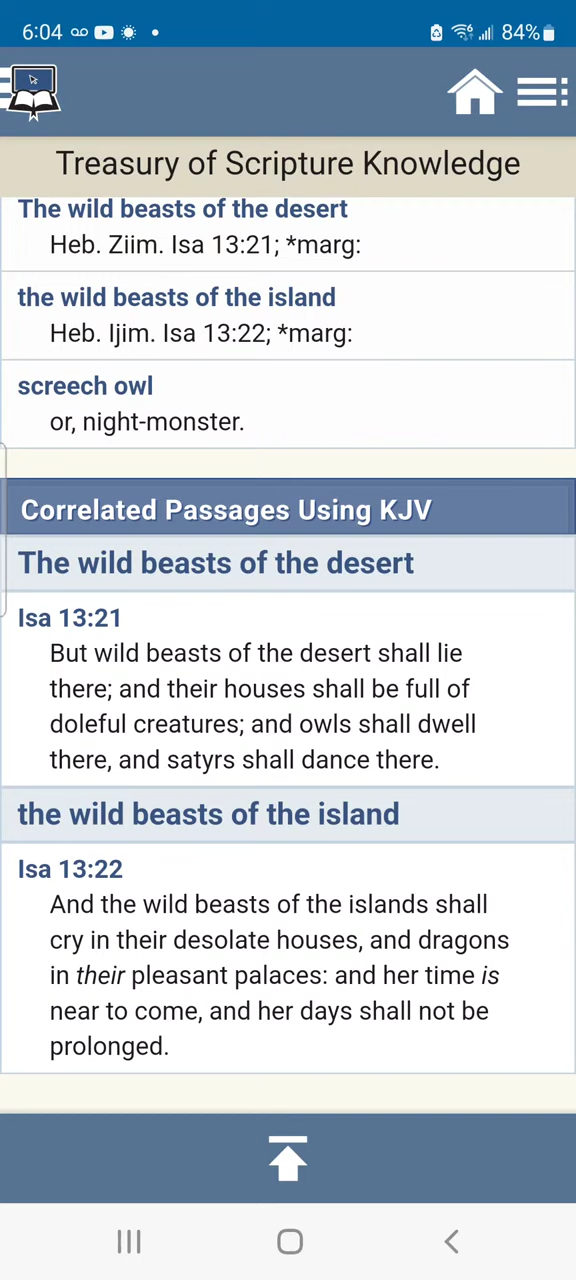 6:04
84%
Treasury of Scripture Knowledge
The wild beasts of the desert
Heb. Ziim. Isa 13:21; *marg:
the wild beasts of the island
Heb. Ijim. Isa 13:22; *marg:
screech owl
or, night-monster.
Correlated Passages Using KJV
The wild beasts of the desert
Isa 13:21
But wild beasts of the desert shall lie
there; and their houses shall be full of
doleful creatures; and owls shall dwell
there, and satyrs shall dance there.
the wild beasts of the island
Isa 13:22
And the wild beasts of the islands shall
cry in their desolate houses, and dragons
in their pleasant palaces: and her time is
near to come, and her days shall not be
prolonged.